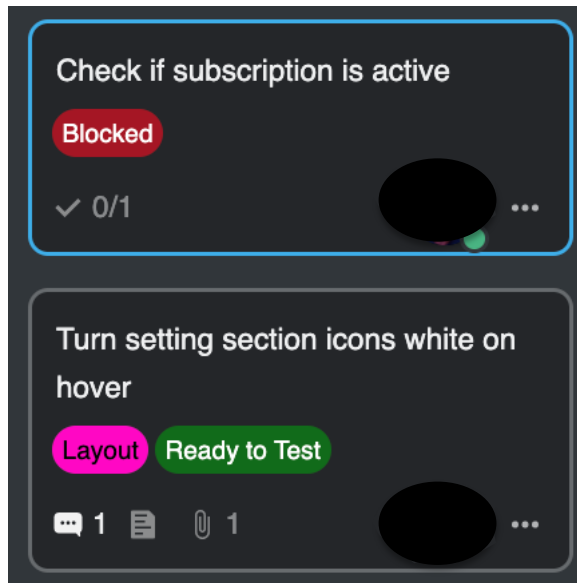 Check if subscription is active
Blocked
0/1
Turn setting section icons white on
hover
Layout Ready to Test
1 1